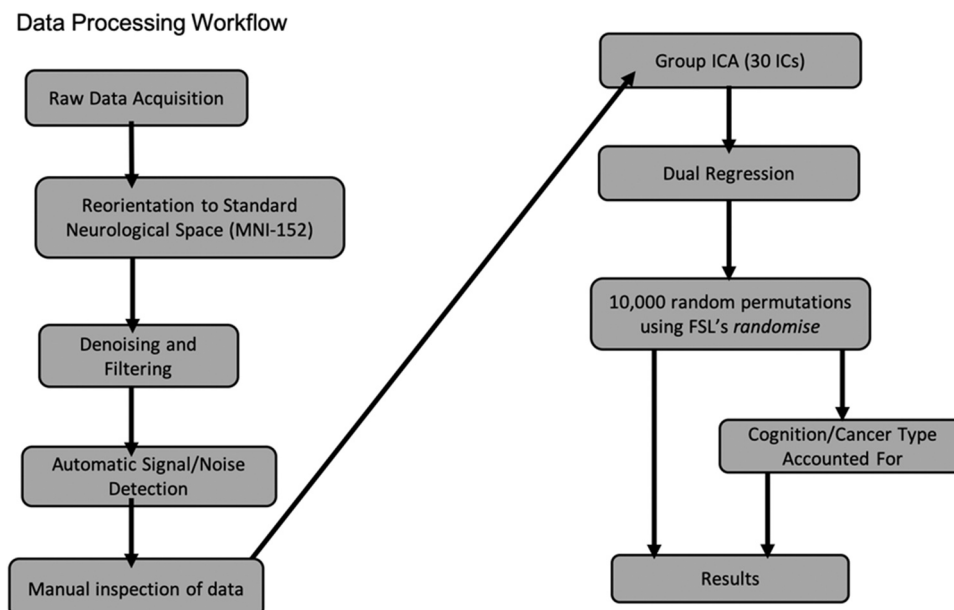 Data Processing Workflow
Raw Data Acquisition
Reorientation to Standard
Neurological Space (MNI-152)
Denoising and
Filtering
Automatic Signal/Noise
Detection
Manual inspection of data
Group ICA (30 ICs)
Dual Regression
10,000 random permutations
using FSL's randomise
Cognition/Cancer Type
Accounted For
Results